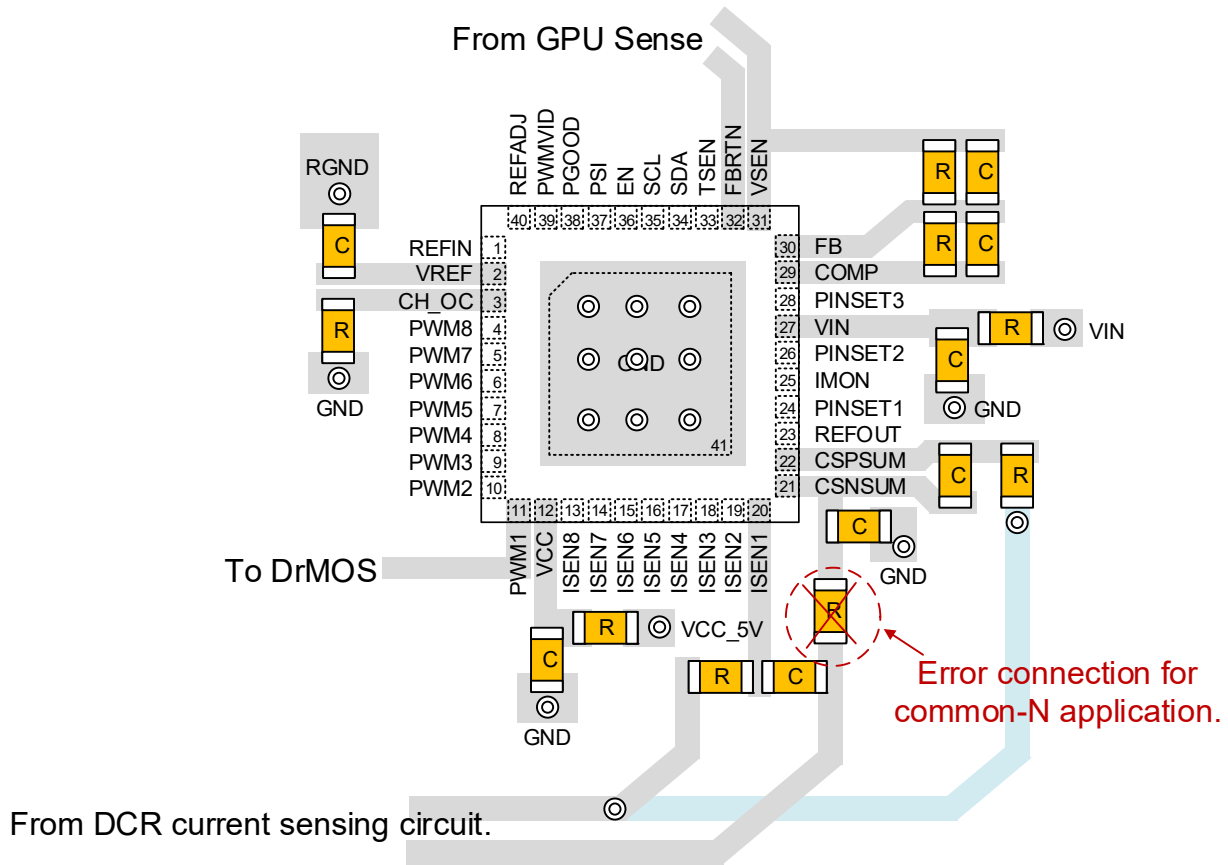 From GPU Sense
REFADJ
PWMVID
PGOOD
PSI
EN
SCL
SDA
TSEN
FBRTN
VSEN
RGND
C
R
C
40 39 38 37 36 35 34 33 32 31
R
C
REFIN 1
VREF 2
CH_OC 3
PWM8 4
PWM7 5
PWM6 6
PWM5 7
PWM4 8
PWM3 9
PWM2 10
R
GND
GND
41
30 FB
29 COMP
28 PINSET3
27 VIN
26 PINSET2
25 IMON
24 PINSET1
23 REFOUT
22 CSPSUM
21 CSNSUM
R
VIN
C
GND
C
R
11 12 13 14 15 16 17 18 19 20
C
GND
To DrMOS
PWM1
VCC
ISEN8
ISEN7
ISEN6
ISEN5
ISEN4
ISEN3
ISEN2
ISEN1
R
R
VCC_5V
C
GND
R
C
Error connection for
common-N application.
From DCR current sensing circuit.